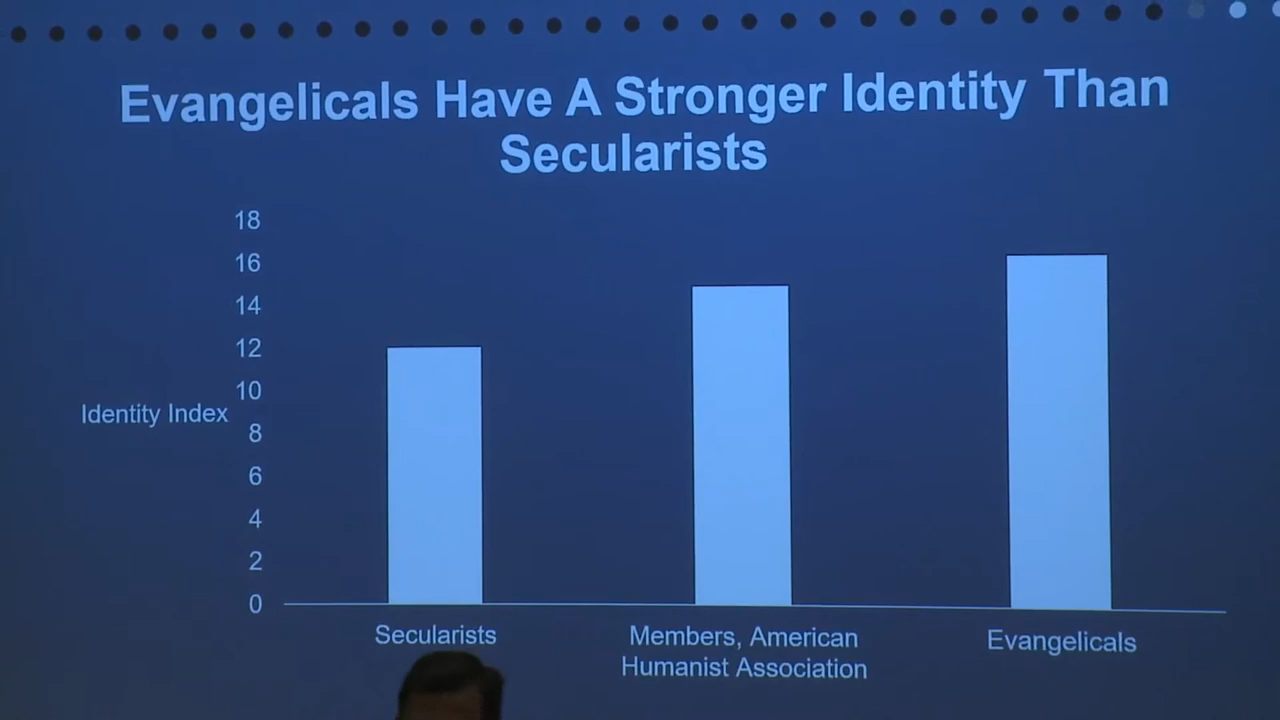 Evangelicals Have A Stronger Identity Than
Secularists
18
16
14
12
10
Identity Index
8
6
4
2
0
Secularists
Members, American
Humanist Association
Evangelicals